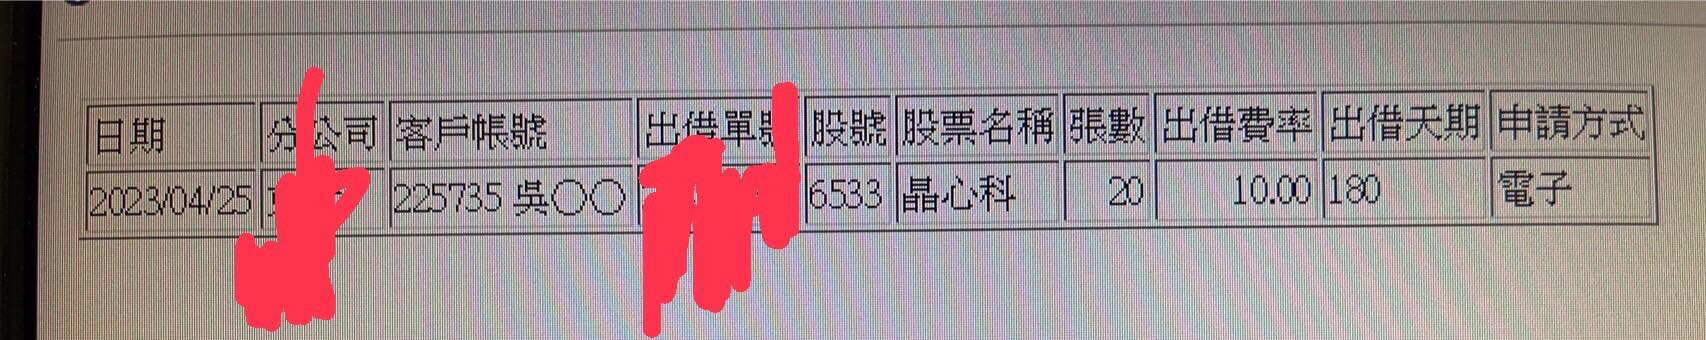 日期 分公司 客戶帳號 出借單號 股號 股票名稱 張數 出借費率 出借天期 申請方式
2023/04/25 225735 吳〇〇 6533 晶心科 20 10.00 180 電子